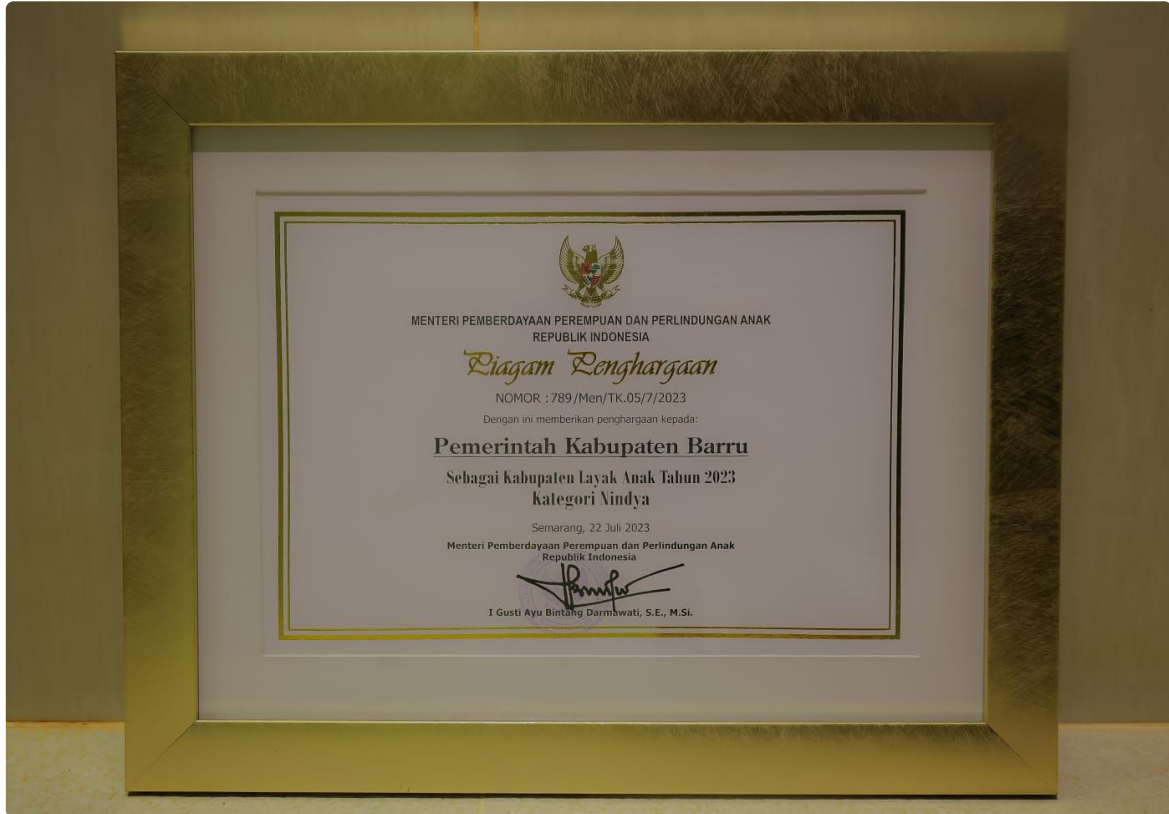 MENTERI PEMBERDAYAAN PEREMPUAN DAN PERLINDUNGAN ANAK
REPUBLIK INDONESIA
Piagam Penghargaan
NOMOR : 789/Men/TK.05/7/2023
Dengan ini memberikan penghargaan kepada:
Pemerintah Kabupaten Barru
Sebagai Kabupaten Layak Anak Tahun 2023
Kategori Nindya
Semarang, 22 Juli 2023
Menteri Pemberdayaan Perempuan dan Perlindungan Anak
Republik Indonesia
I Gusti Ayu Bintang Darmawati, S.E., M.Si.